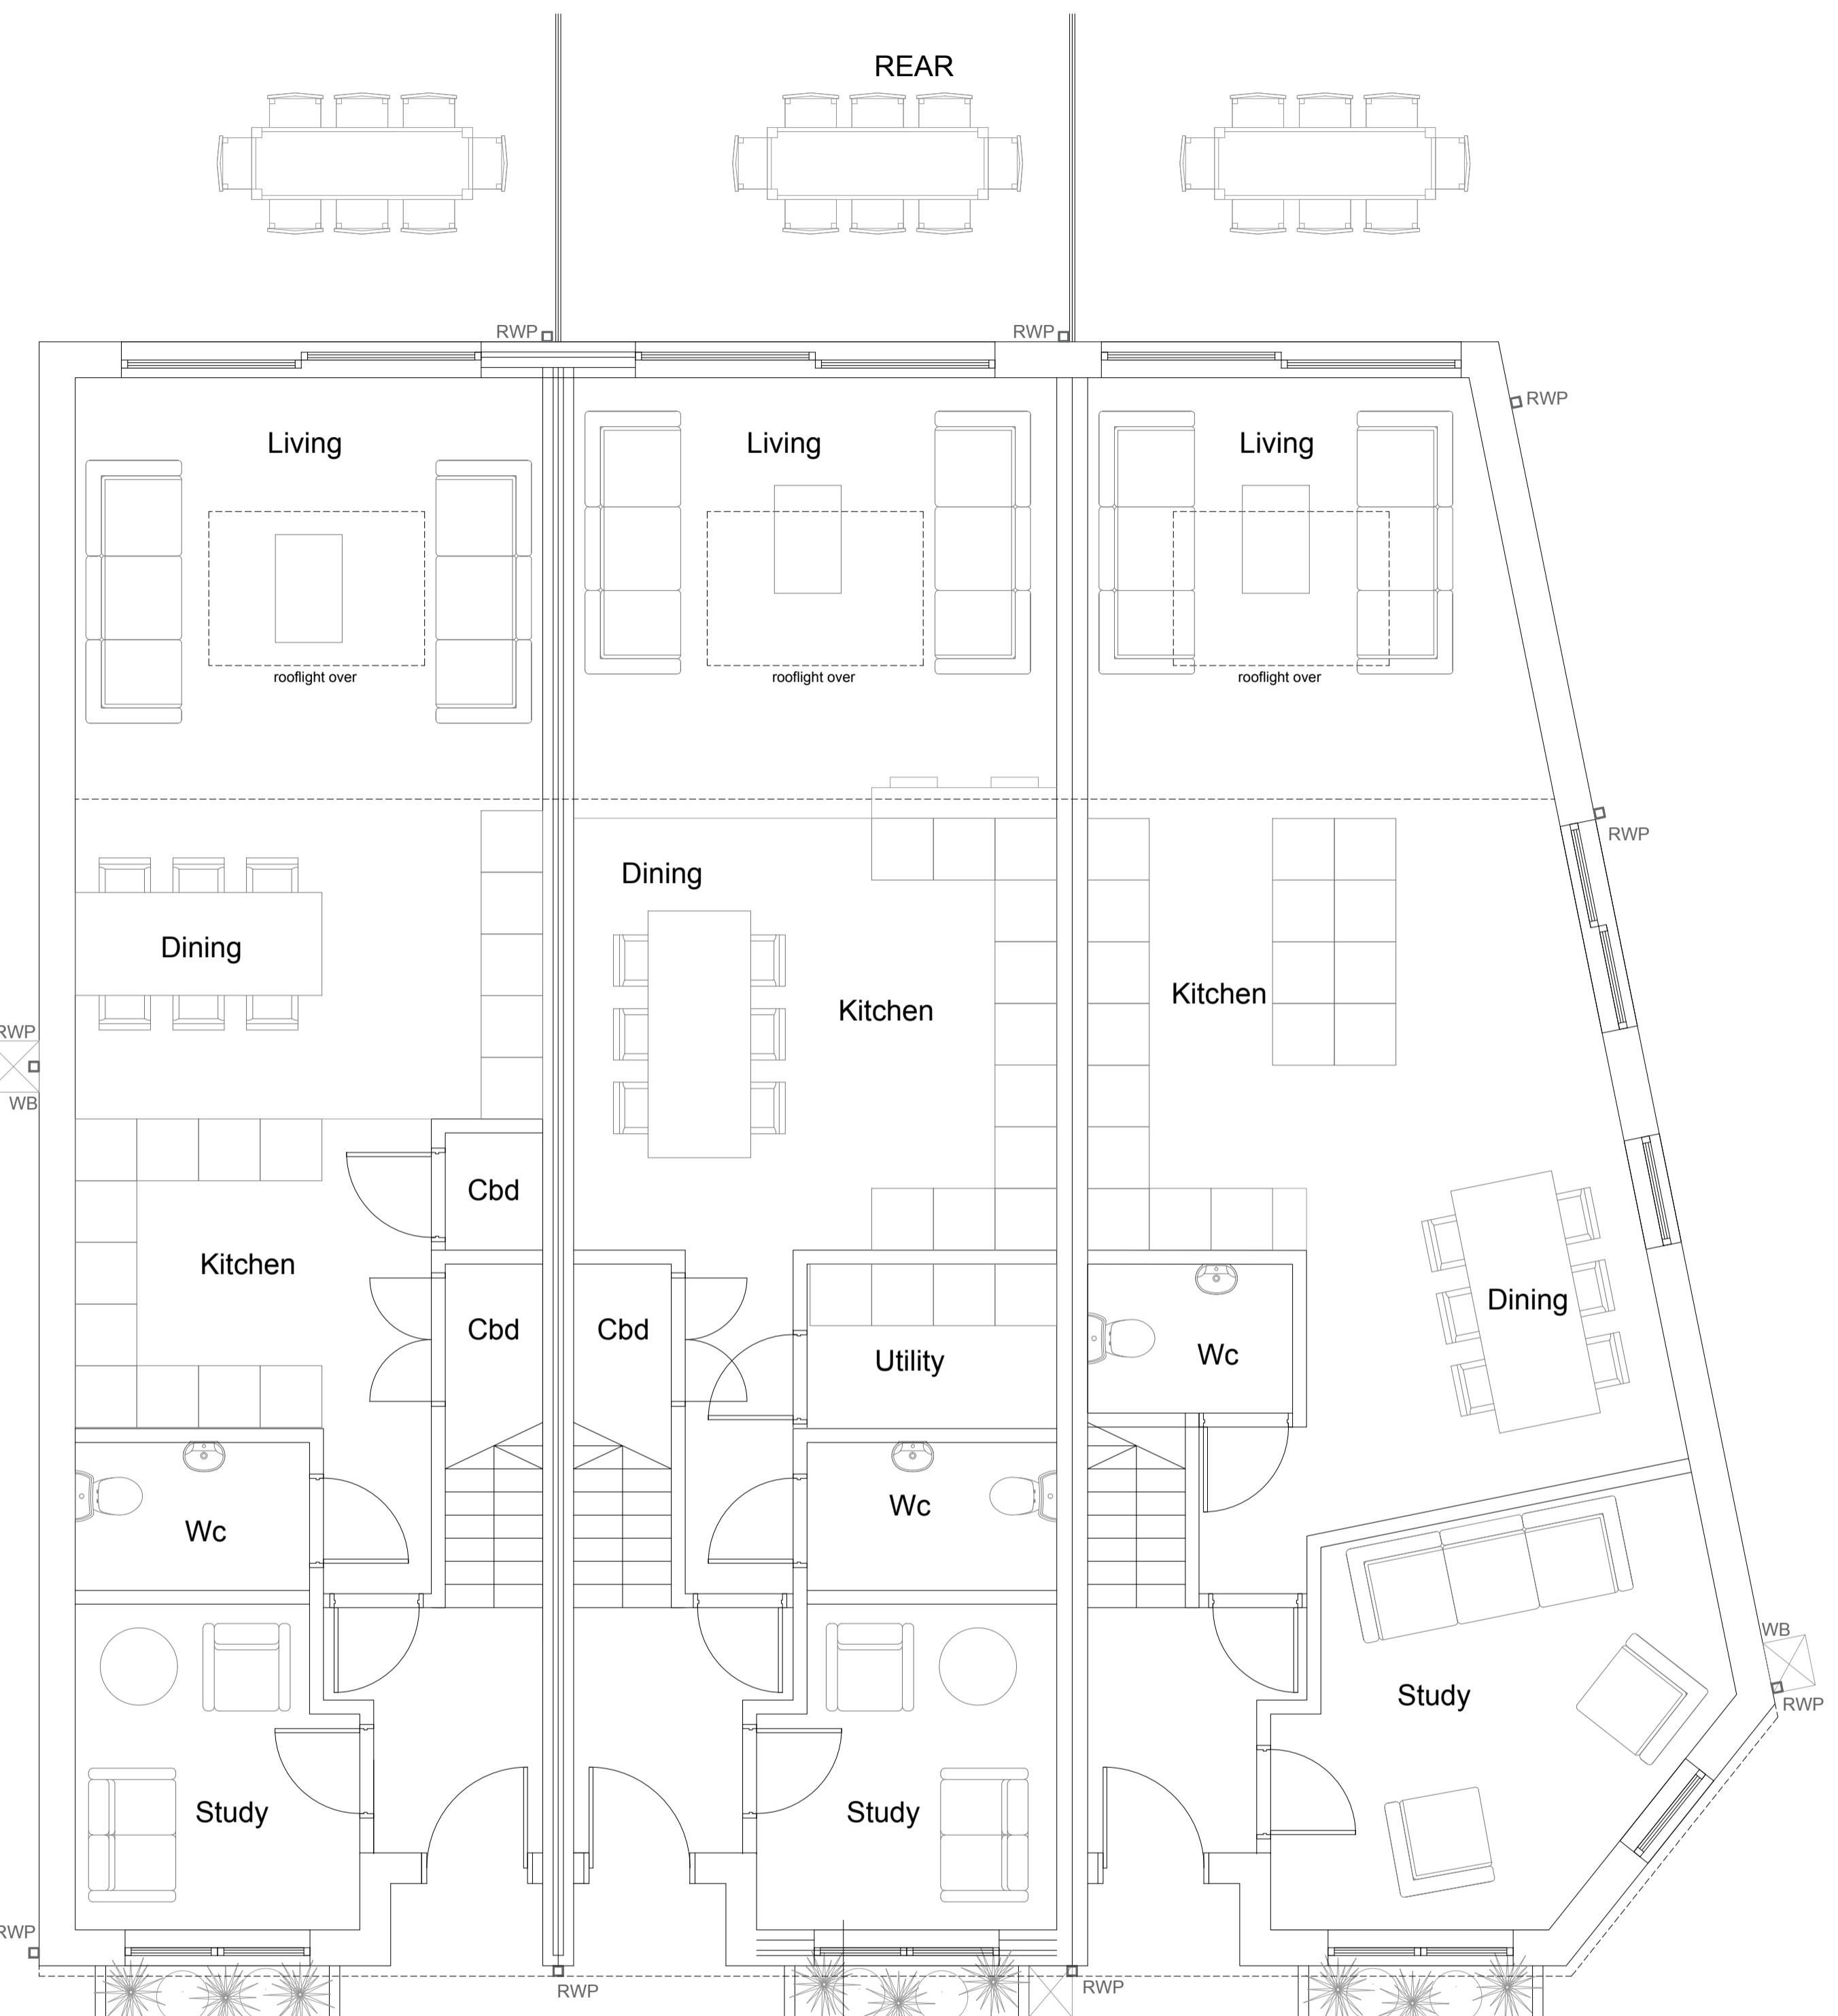 REAR
RWP
RWP
RWP
Living
Living
Living
rooflight over
rooflight over
rooflight over
RWP
Dining
Dining
Kitchen
Kitchen
RWP
WB
Cbd
Kitchen
Dining
Cbd
Cbd
Utility
Wc
Wc
Wc
WB
Study
RWP
Study
Study
RWP
RWP
RWP